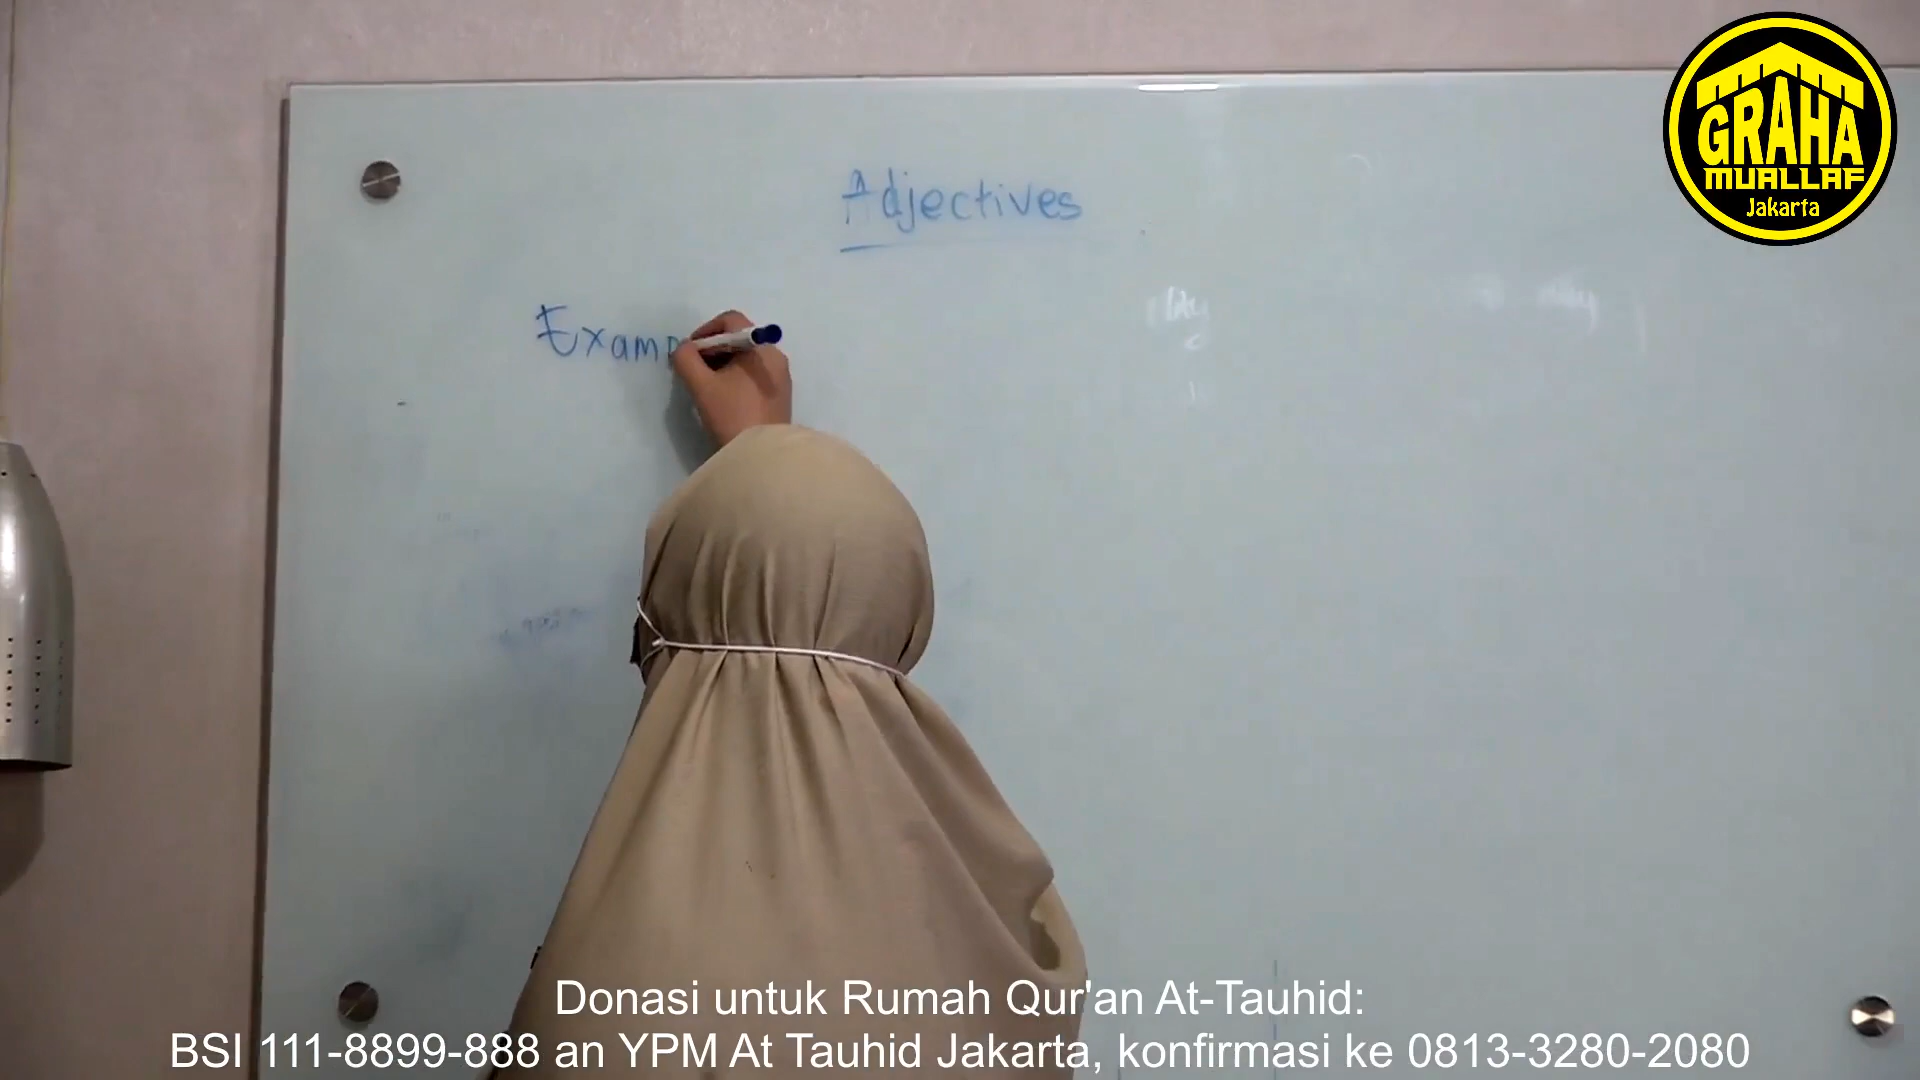 GRAHA
MUALLAF
Jakarta
Adjectives
Examp
Donasi untuk Rumah Qur'an At-Tauhid:
BSI 111-8899-888 an YPM At Tauhid Jakarta, konfirmasi ke 0813-3280-2080